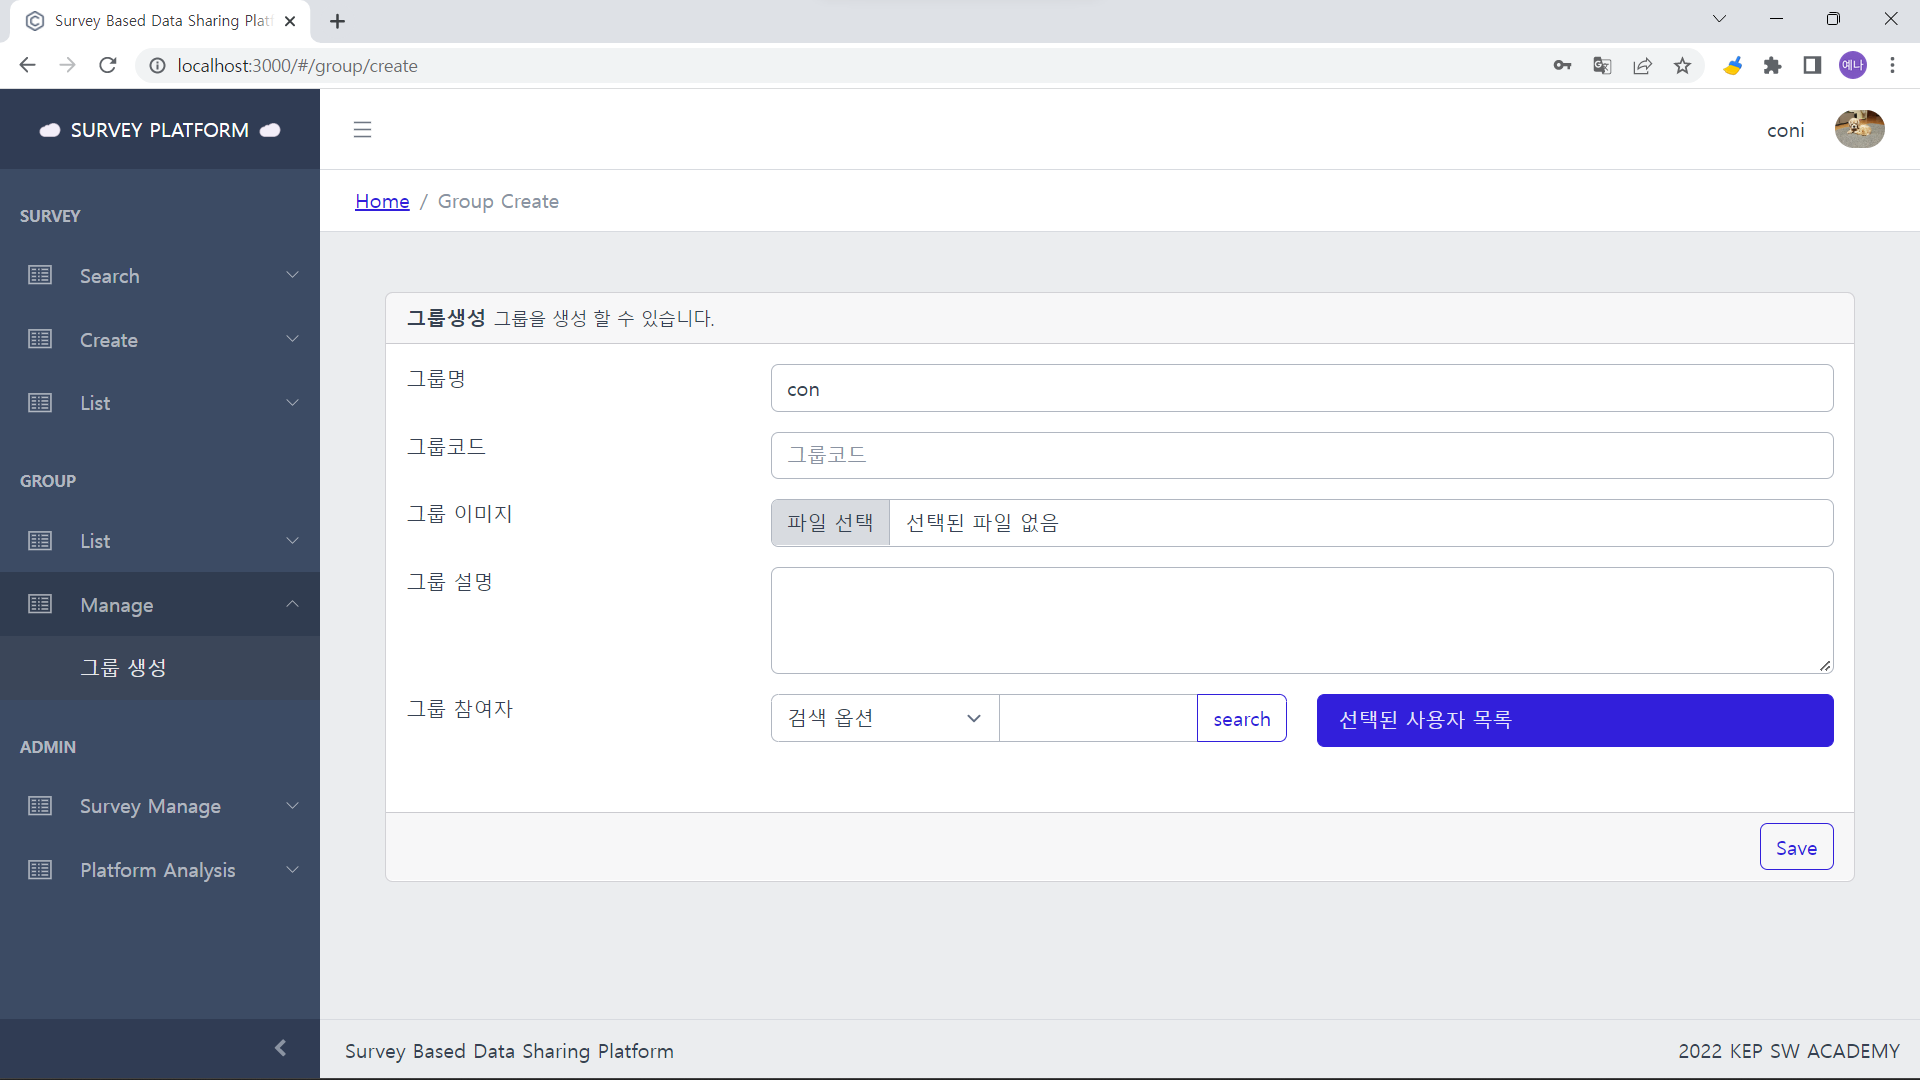 Survey Based Data Sharing Plat
localhost:3000/#/group/create
예나
SURVEY PLATFORM
coni
Home / Group Create
SURVEY
Search
Create
List
GROUP
List
Manage
그룹 생성
ADMIN
Survey Manage
Platform Analysis
그룹생성 그룹을 생성 할 수 있습니다.
그룹명
con
그룹코드
그룹코드
그룹 이미지
파일 선택 선택된 파일 없음
그룹 설명
그룹 참여자
검색 옵션
search
선택된 사용자 목록
Save
Survey Based Data Sharing Platform
2022 KEP SW ACADEMY